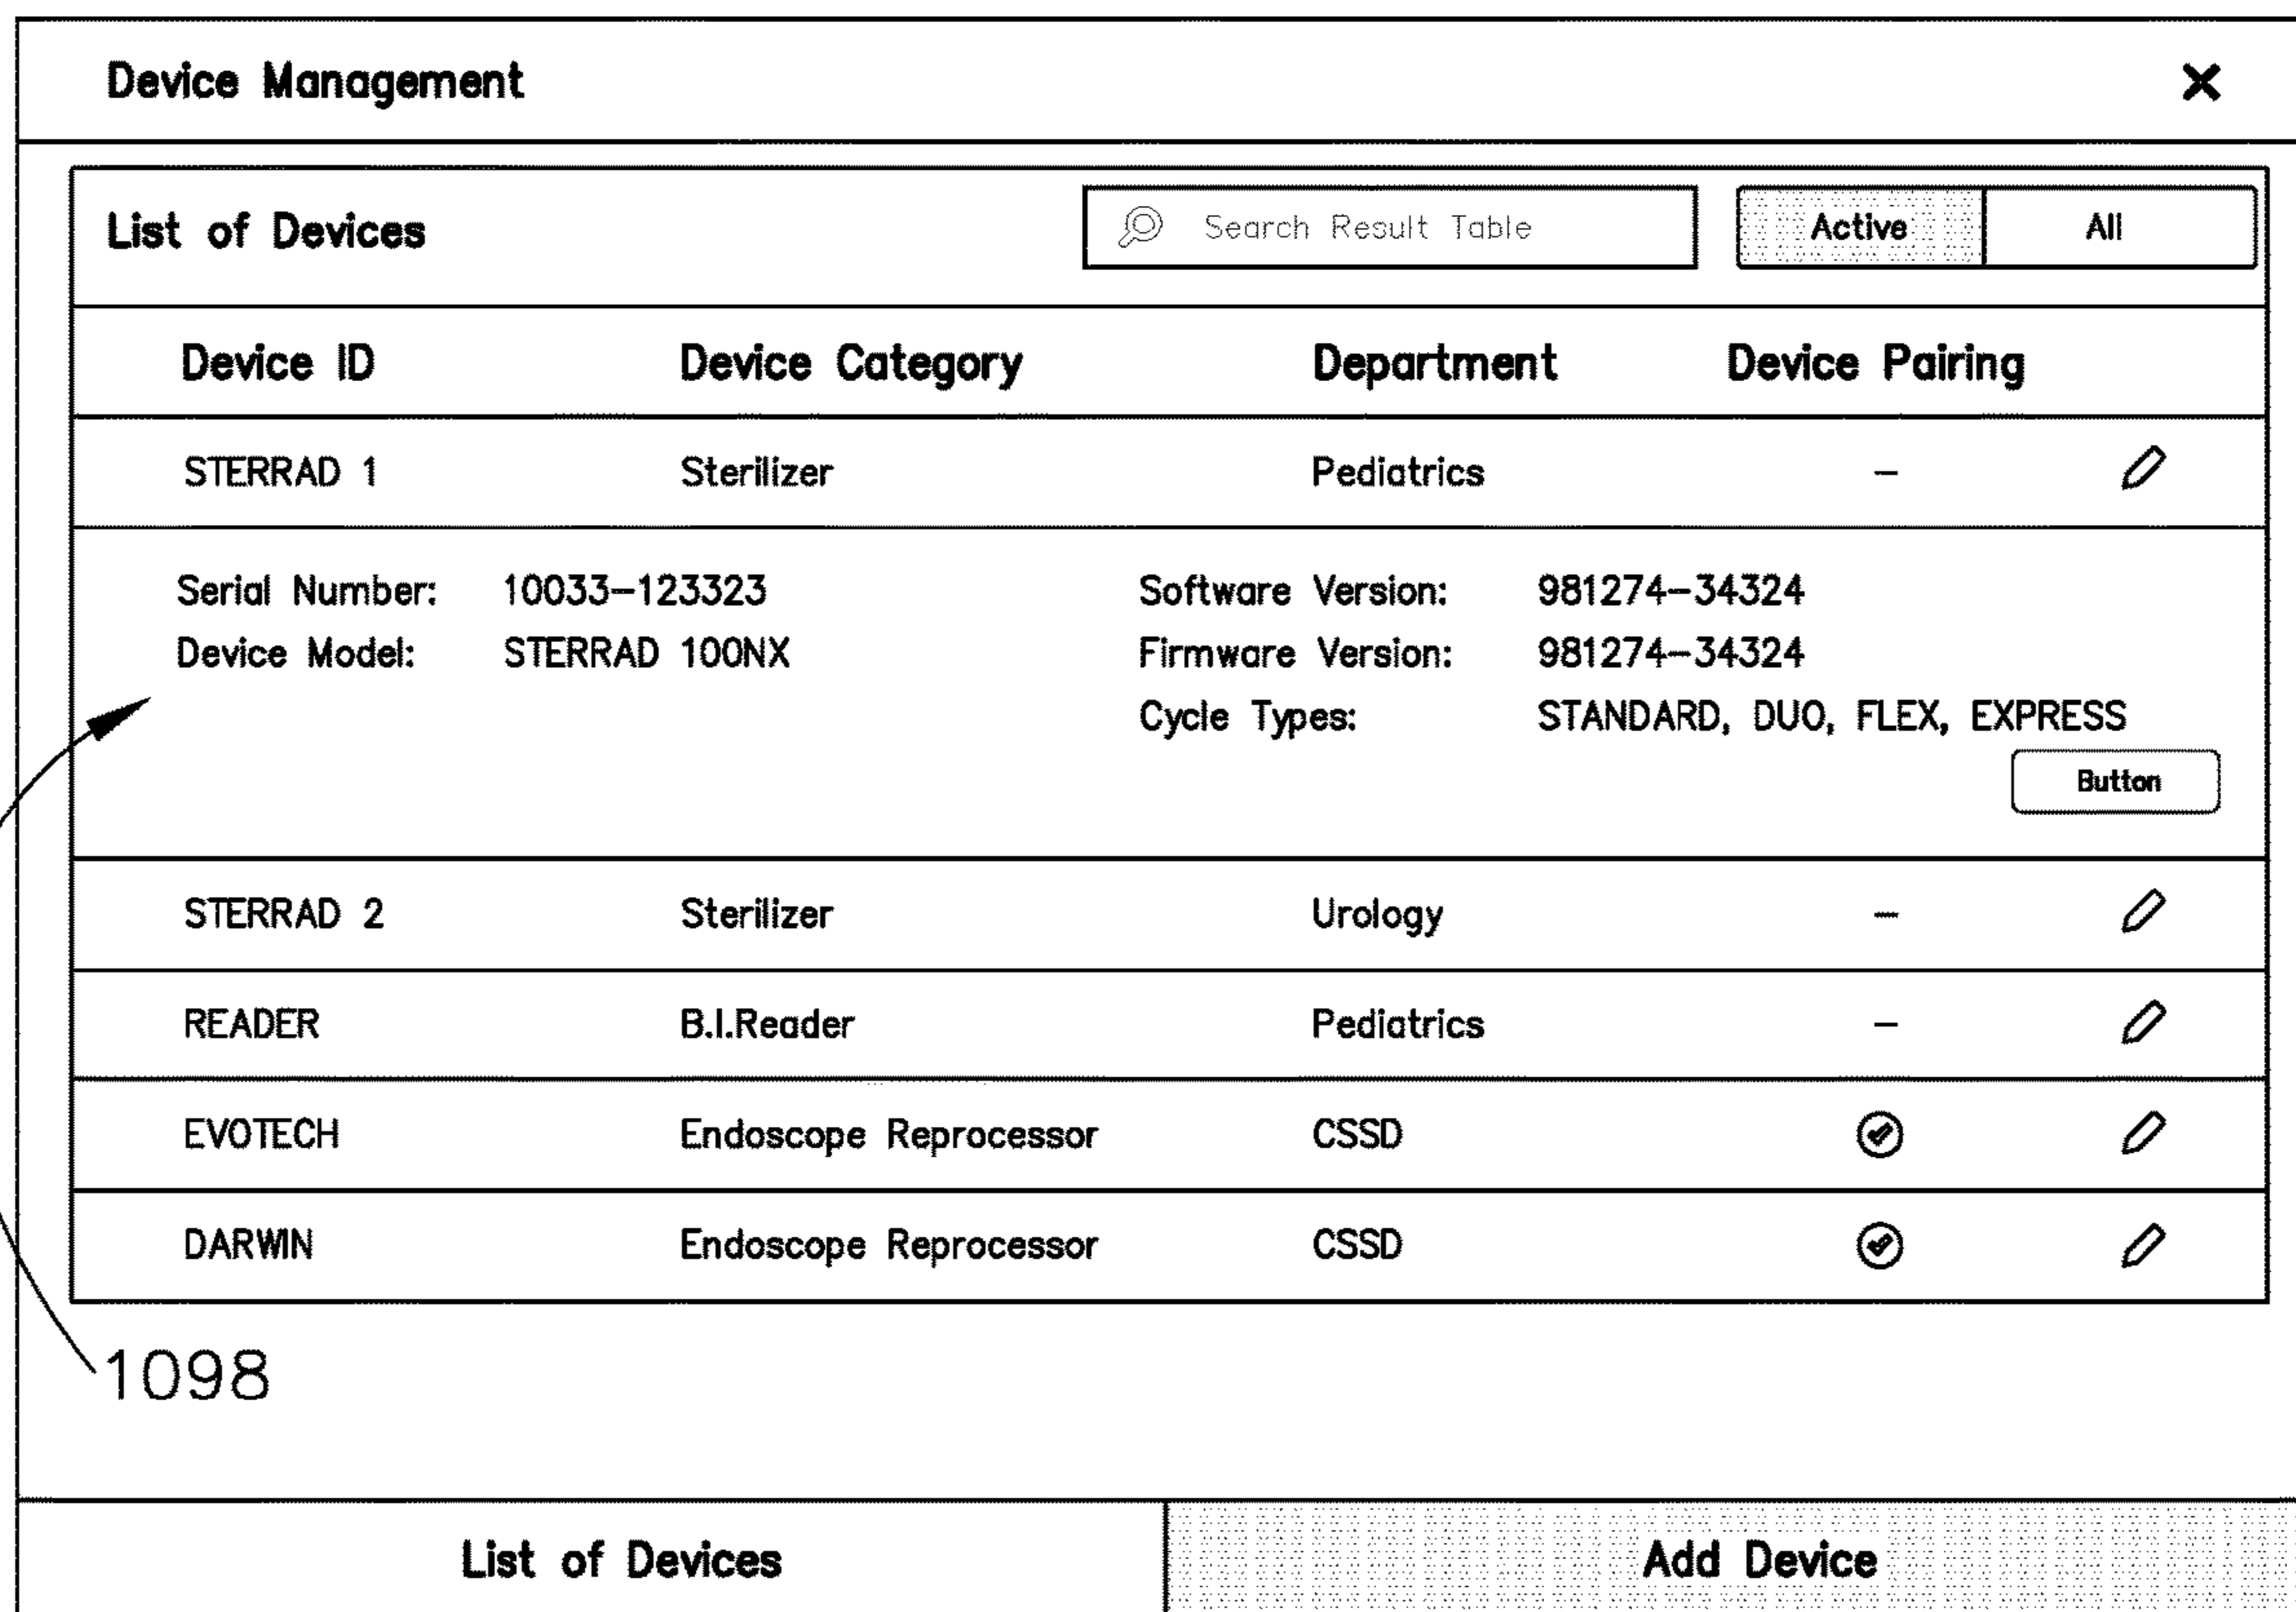 Device Management
List of Devices Search Result Table Active All
Device ID Device Category Department Device Pairing
STERRAD 1 Sterilizer Pediatrics –
Serial Number: 10033–123323 Software Version: 981274–34324
Device Model: STERRAD 100NX Firmware Version: 981274–34324
Cycle Types: STANDARD, DUO, FLEX, EXPRESS
Button
STERRAD 2 Sterilizer Urology –
READER B.I.Reader Pediatrics –
EVOTECH Endoscope Reprocessor CSSD
DARWIN Endoscope Reprocessor CSSD
1098
List of Devices Add Device